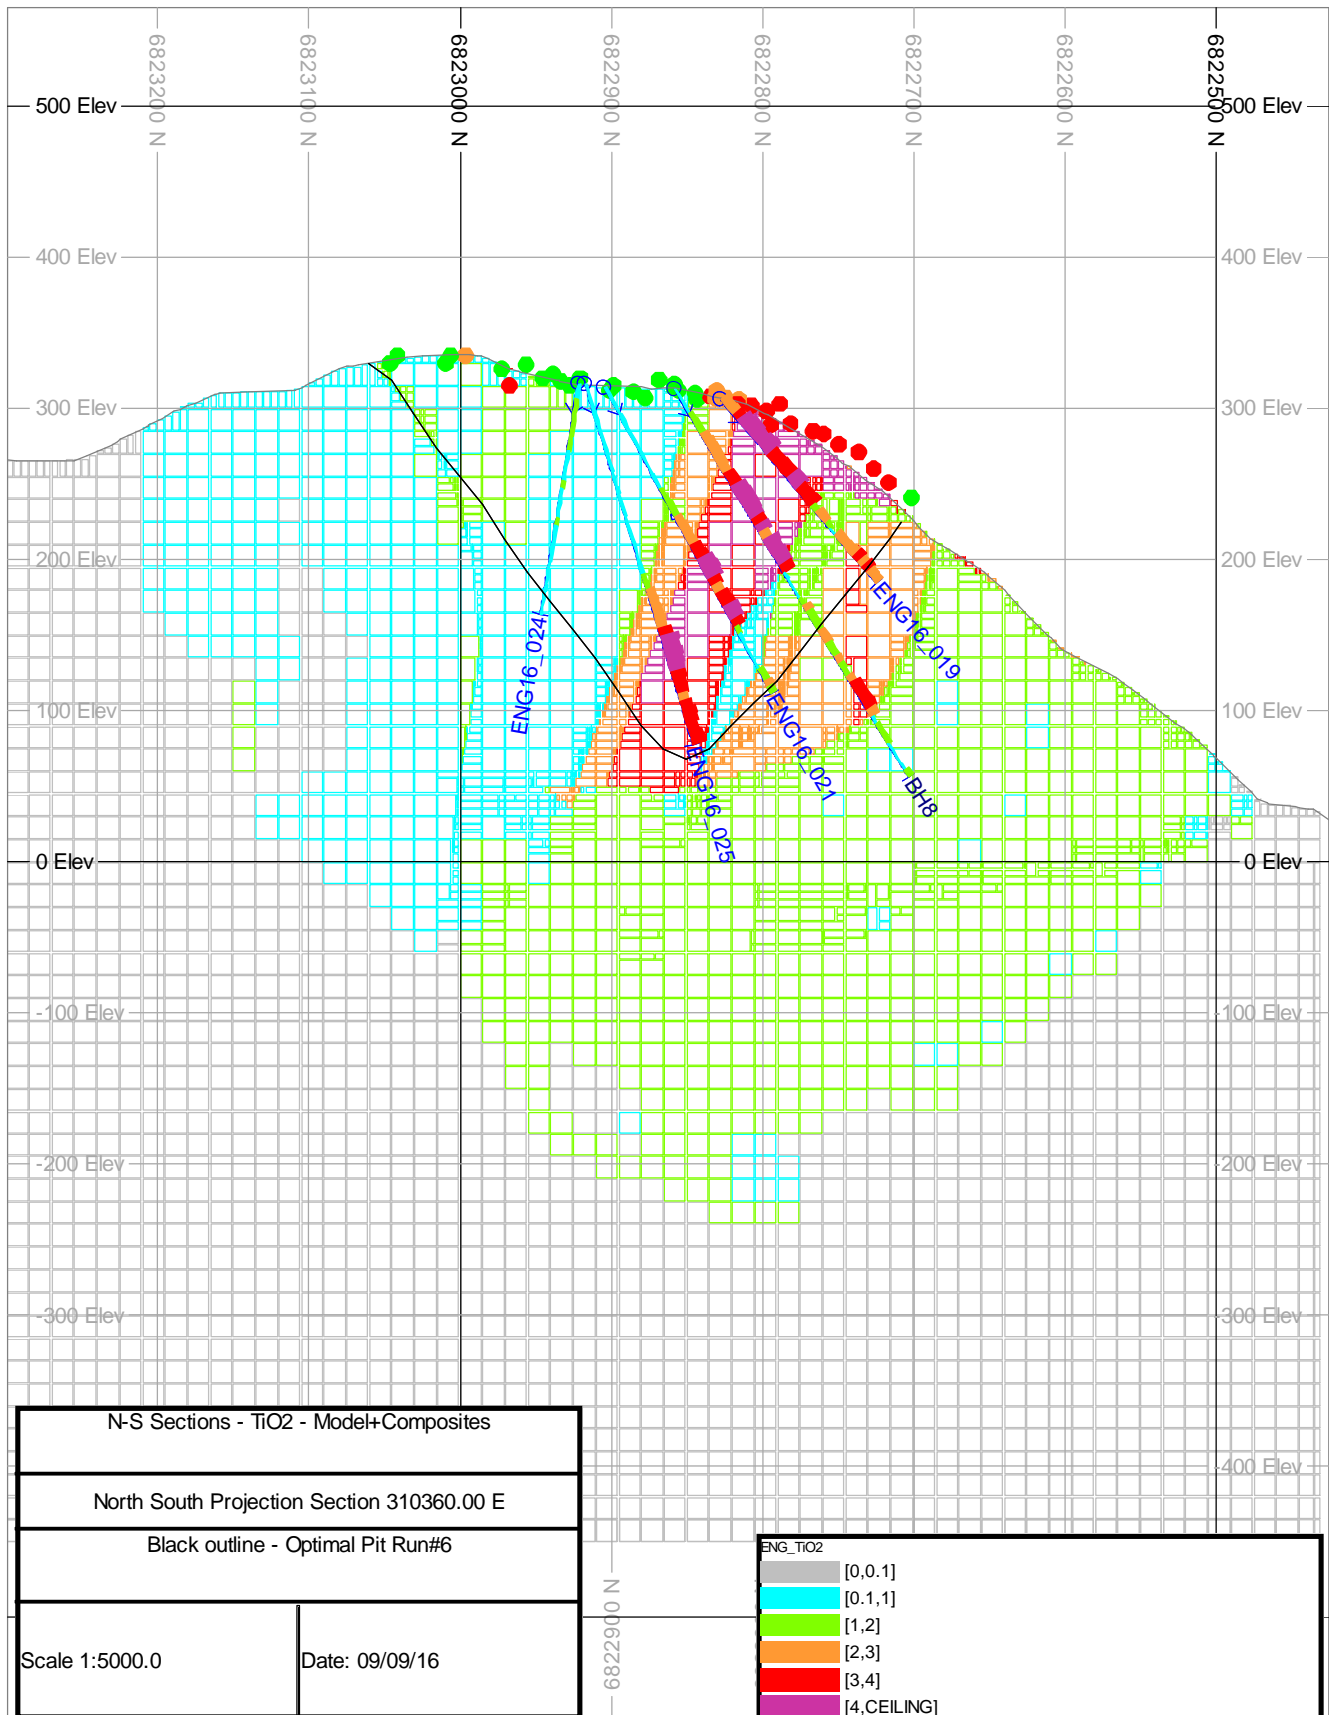 6823200 N
6823100 N
6823000 N
6822900 N
6822800 N
6822700 N
6822600 N
6822500 N
500 Elev
500 Elev
400 Elev
400 Elev
300 Elev
300 Elev
200 Elev
200 Elev
ENG16_024
ENG16_019
100 Elev
100 Elev
ENG16_021
ENG16_025
BH8
0 Elev
0 Elev
-100 Elev
-100 Elev
-200 Elev
-200 Elev
-300 Elev
-300 Elev
-400 Elev
N-S Sections - TiO2 - Model+Composites
North South Projection Section 310360.00 E
Black outline - Optimal Pit Run#6
Scale 1:5000.0
Date: 09/09/16
6822900 N
ENG_TiO2
[0,0.1]
[0.1,1]
[1,2]
[2,3]
[3,4]
[4,CEILING]